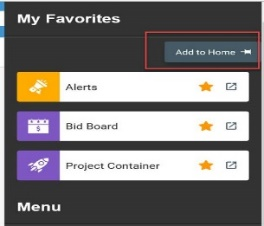 My Favorites
Add to Home
Alerts
$
Bid Board
Project Container
Menu